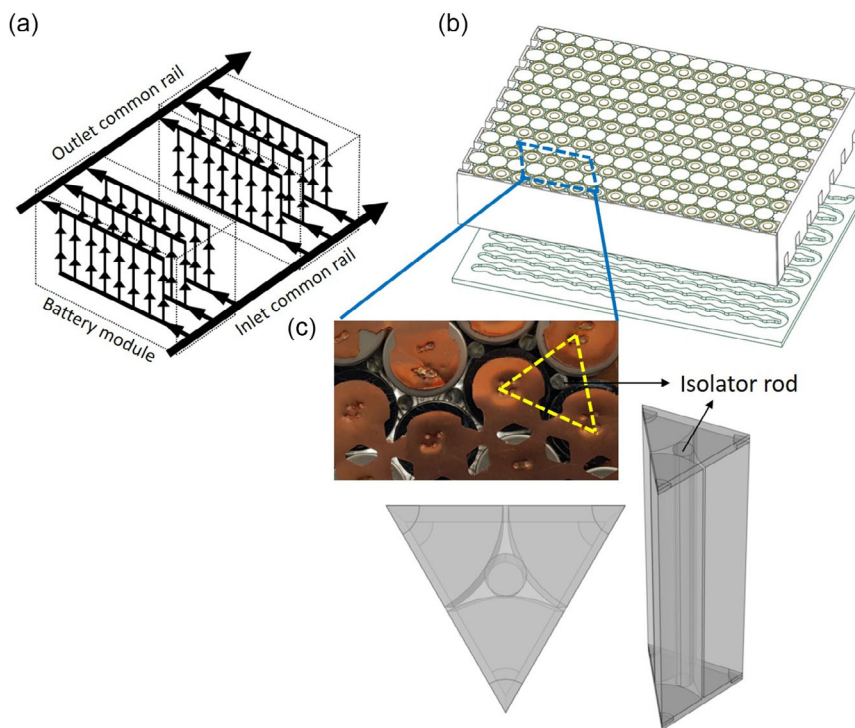 (a)
Outlet common rail
Inlet common rail
Battery module
(b)
(c)
Isolator rod